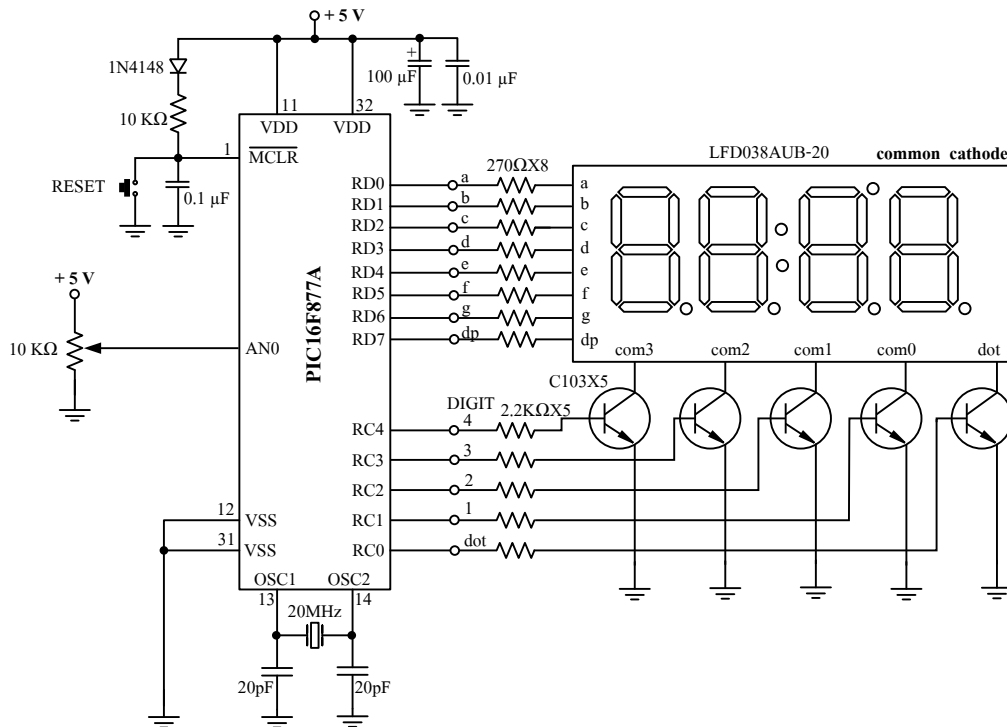 + 5 V
1N4148
100 µF
+
0.01 µF
10 KΩ
11
32
VDD
VDD
1
MCLR
RESET
0.1 µF
LFD038AUB-20
common cathode
270ΩX8
RD0
a
a
RD1
b
b
RD2
c
c
RD3
d
d
RD4
e
e
RD5
f
f
RD6
g
g
RD7
dp
dp
+ 5 V
10 KΩ
AN0
PIC16F877A
com3
com2
com1
com0
dot
C103X5
DIGIT
2.2KΩX5
RC4
4
RC3
3
RC2
2
RC1
1
RC0
dot
12
VSS
31
VSS
OSC1
OSC2
13
14
20MHz
20pF
20pF